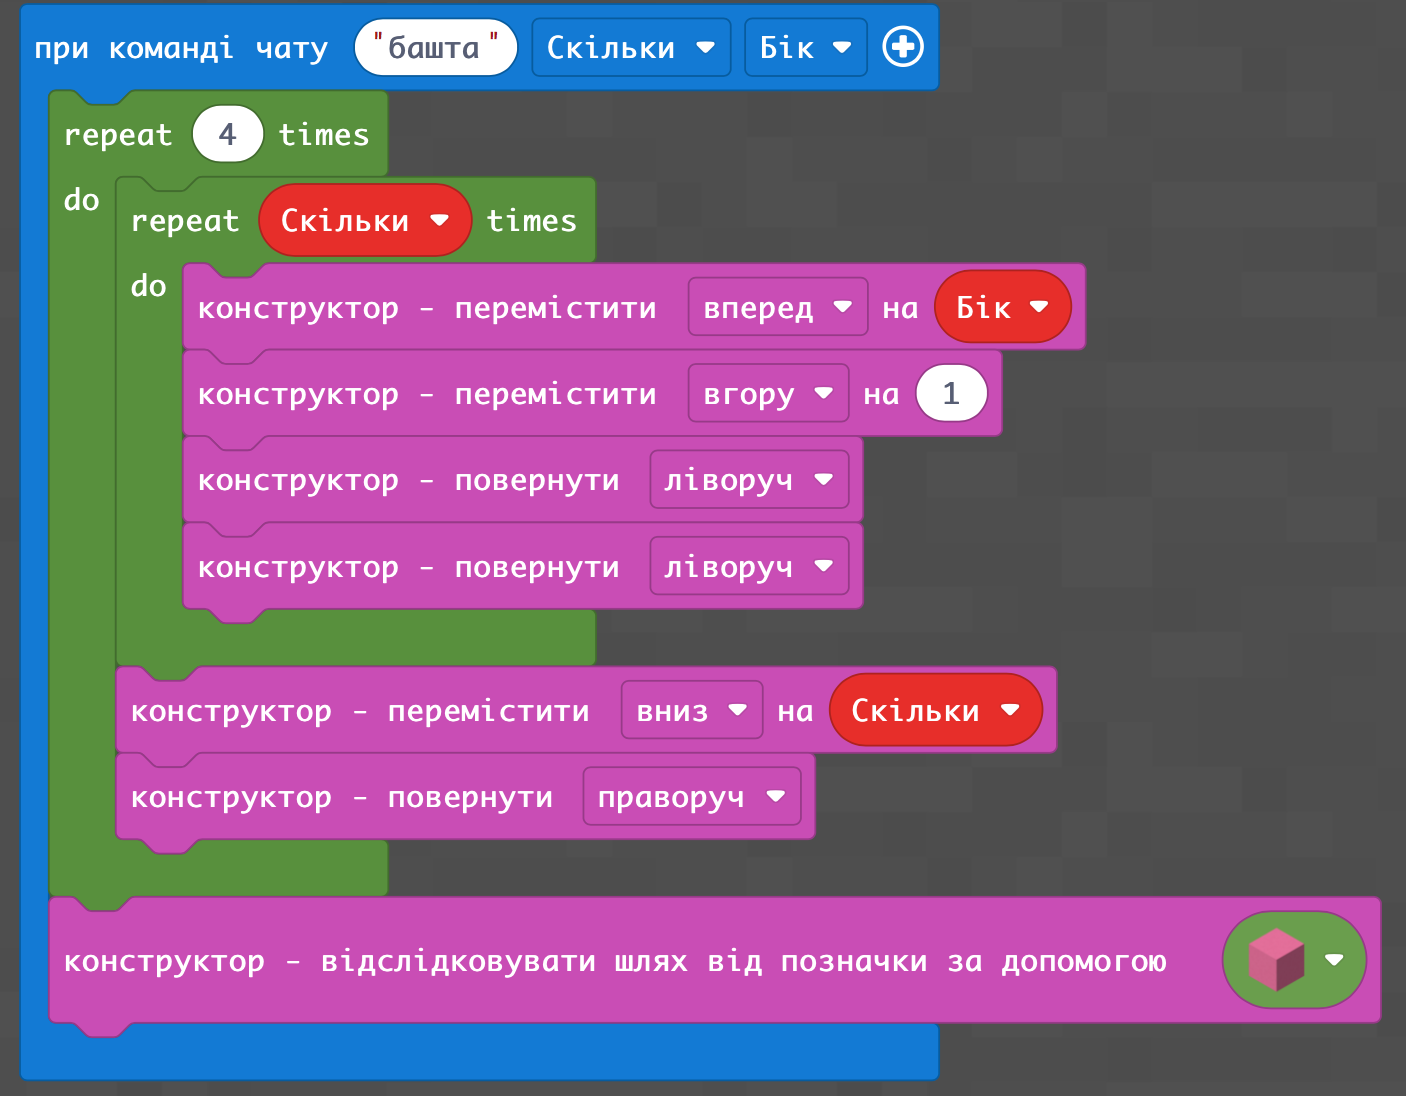 при команді чату "башта" Скільки Бік
repeat 4 times
do
repeat Скільки times
do
конструктор - перемістити вперед на Бік
конструктор - перемістити вгору на 1
конструктор - повернути ліворуч
конструктор - повернути ліворуч
конструктор - перемістити вниз на Скільки
конструктор - повернути праворуч
конструктор - відслідковувати шлях від позначки за допомогою